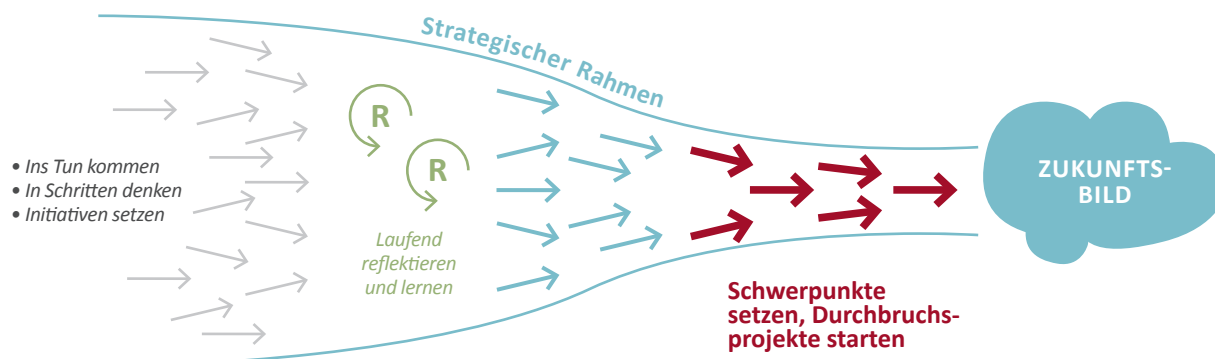 Strategischer Rahmen
• Ins Tun kommen
• In Schritten denken
• Initiativen setzen
R
R
Laufend
reflektieren
und lernen
ZUKUNFTS-
BILD
Schwerpunkte
setzen, Durchbruchs-
projekte starten